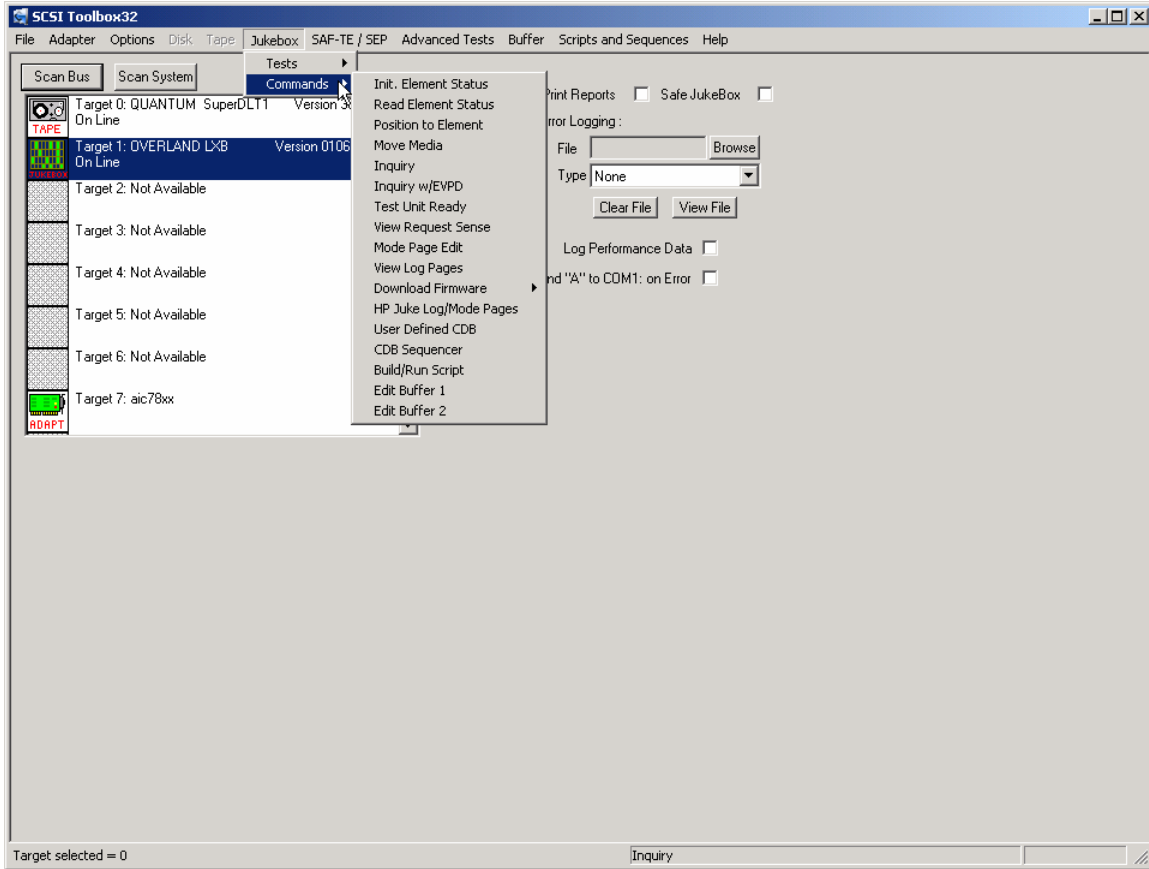 SCSI Toolbox32
File Adapter Options Disk Tape Jukebox SAF-TE / SEP Advanced Tests Buffer Scripts and Sequences Help
Scan Bus Scan System
Tests
Commands
Init. Element Status
Read Element Status
Position to Element
Move Media
Inquiry
Inquiry w/EVPD
Test Unit Ready
View Request Sense
Mode Page Edit
View Log Pages
Download Firmware
HP Juke Log/Mode Pages
User Defined CDB
CDB Sequencer
Build/Run Script
Edit Buffer 1
Edit Buffer 2
TAPE
Target 0: QUANTUM SuperDLT1 Version
On Line
JUKEBOX
Target 1: OVERLAND LXB Version 0106
On Line
Target 2: Not Available
Target 3: Not Available
Target 4: Not Available
Target 5: Not Available
Target 6: Not Available
Target 7: aic78xx
ADAPT
Print Reports Safe JukeBox
rror Logging :
File Browse
Type None
Clear File View File
Log Performance Data
nd "A" to COM1: on Error
Target selected = 0
Inquiry